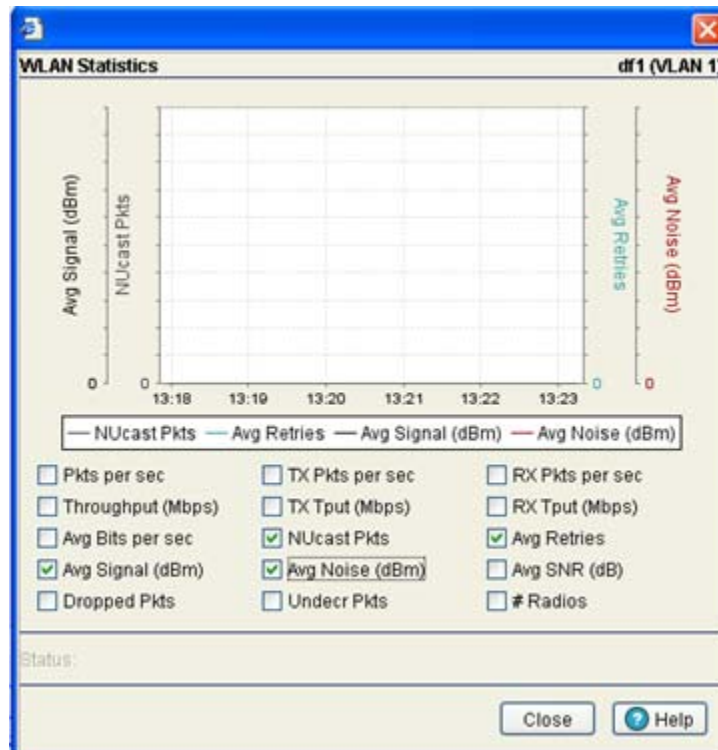 WLAN Statistics df1 (VLAN 1)
Avg Signal (dBm)
NUcast Pkts
Avg Retries
Avg Noise (dBm)
0 0 0 0
13:18 13:19 13:20 13:21 13:22 13:23
NUcast Pkts Avg Retries Avg Signal (dBm) Avg Noise (dBm)
Pkts per sec TX Pkts per sec RX Pkts per sec
Throughput (Mbps) TX Tput (Mbps) RX Tput (Mbps)
Avg Bits per sec NUcast Pkts Avg Retries
Avg Signal (dBm) Avg Noise (dBm) Avg SNR (dB)
Dropped Pkts Undecr Pkts # Radios
Status:
Close ? Help